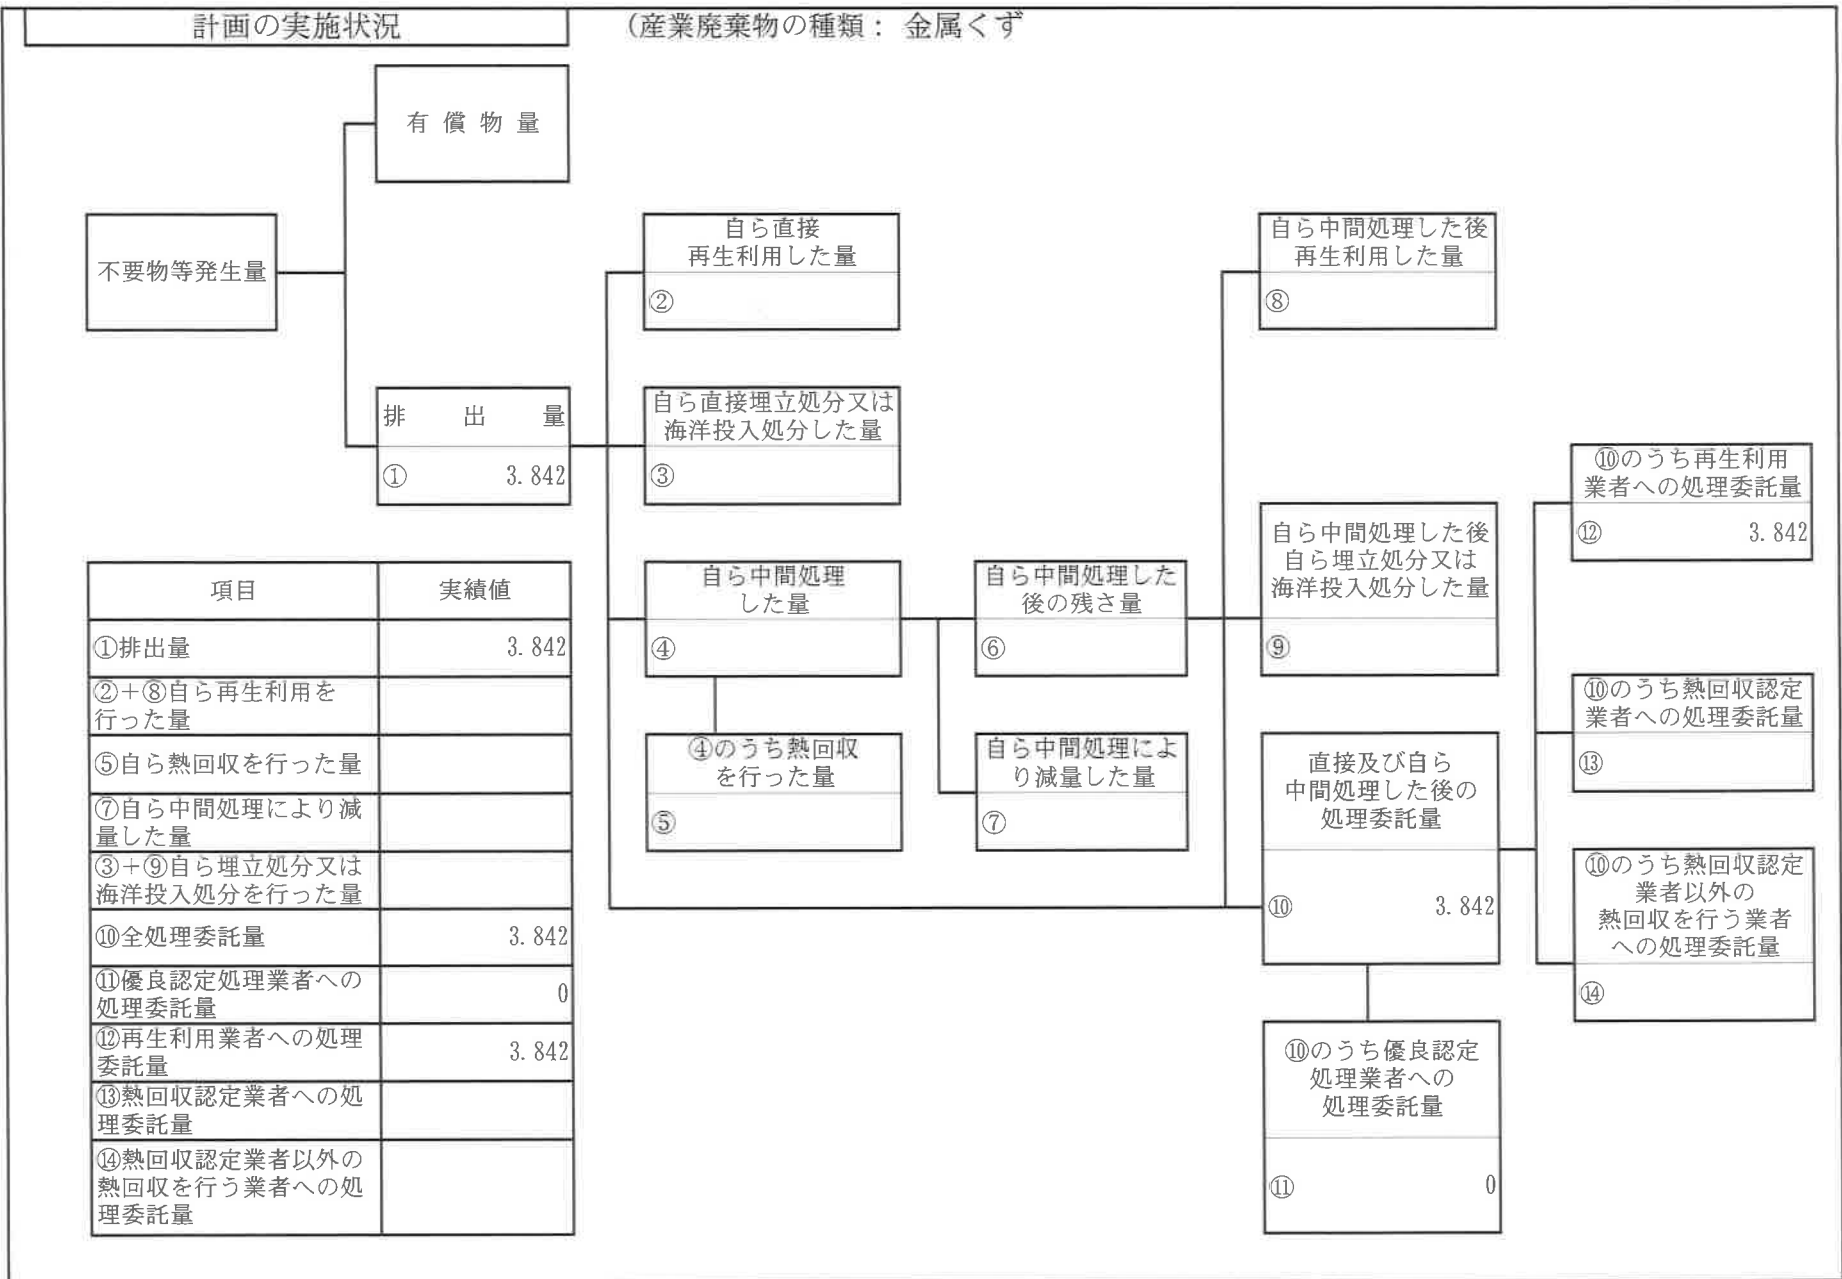 計画の実施状況
(産業廃棄物の種類： 金属くず
有償物量
不要物等発生量
排出量
① 3.842
自ら直接
再生利用した量
②
自ら直接埋立処分又は
海洋投入処分した量
③
自ら中間処理
した量
④
④のうち熱回収
を行った量
⑤
自ら中間処理した
後の残さ量
⑥
自ら中間処理によ
り減量した量
⑦
自ら中間処理した後
再生利用した量
⑧
自ら中間処理した後
自ら埋立処分又は
海洋投入処分した量
⑨
直接及び自ら
中間処理した後の
処理委託量
⑩ 3.842
⑩のうち優良認定
処理業者への
処理委託量
⑪ 0
⑩のうち再生利用
業者への処理委託量
⑫ 3.842
⑩のうち熱回収認定
業者への処理委託量
⑬
⑩のうち熱回収認定
業者以外の
熱回収を行う業者
への処理委託量
⑭
項目 実績値
①排出量 3.842
②＋⑧自ら再生利用を
行った量
⑤自ら熱回収を行った量
⑦自ら中間処理により減
量した量
③＋⑨自ら埋立処分又は
海洋投入処分を行った量
⑩全処理委託量 3.842
⑪優良認定処理業者への
処理委託量 0
⑫再生利用業者への処理
委託量 3.842
⑬熱回収認定業者への処
理委託量
⑭熱回収認定業者以外の
熱回収を行う業者への処
理委託量